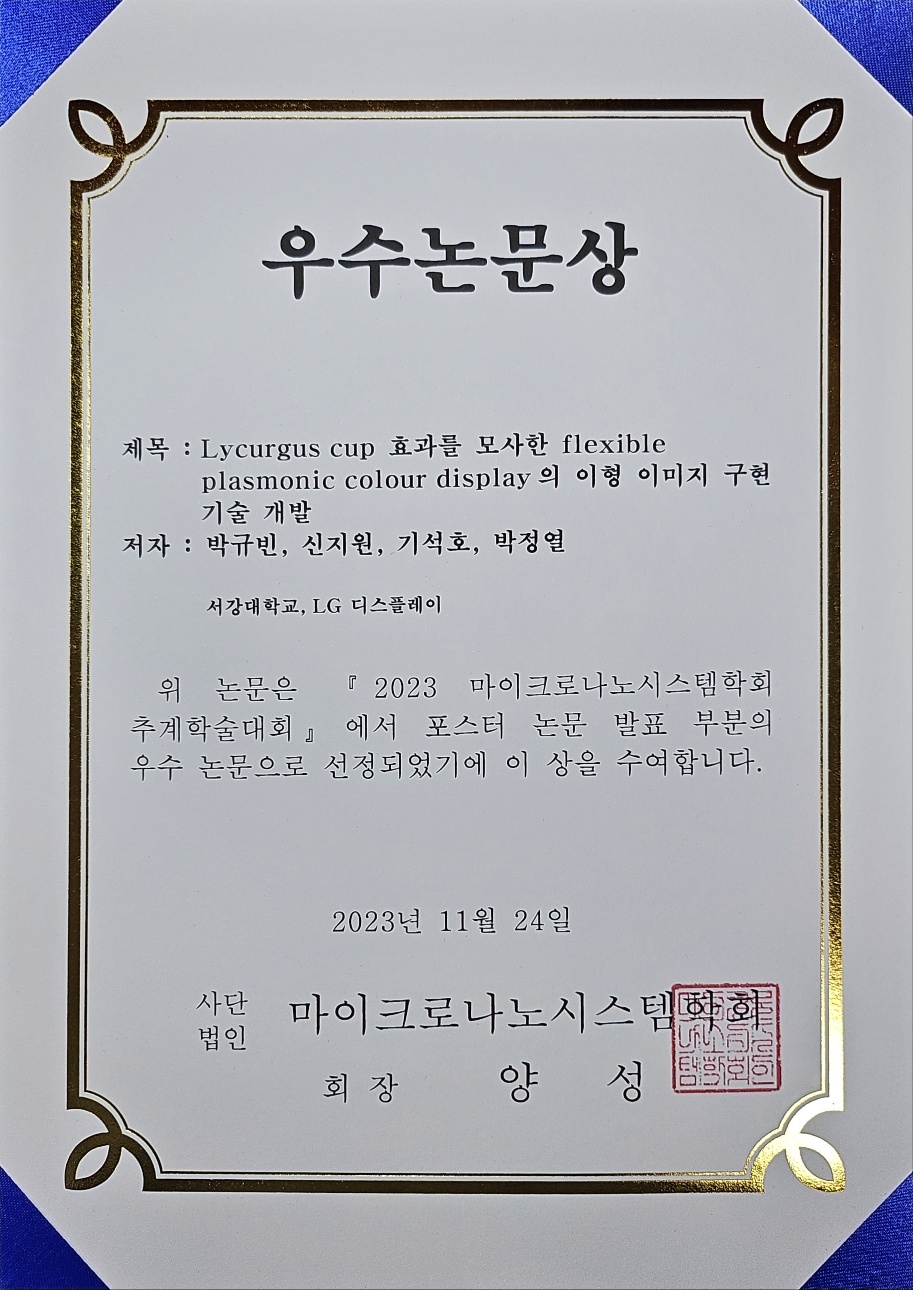 우수논문상
제목 : Lycurgus cup 효과를 모사한 flexible
plasmonic colour display의 이형 이미지 구현
기술 개발
저자 : 박규빈, 신지원, 기석호, 박정열
서강대학교, LG 디스플레이
위 논문은 『2023 마이크로나노시스템학회
추계학술대회』에서 포스터 논문 발표 부분의
우수 논문으로 선정되었기에 이 상을 수여합니다.
2023년 11월 24일
사단
법인 마이크로나노시스템학회
회 장 양 성